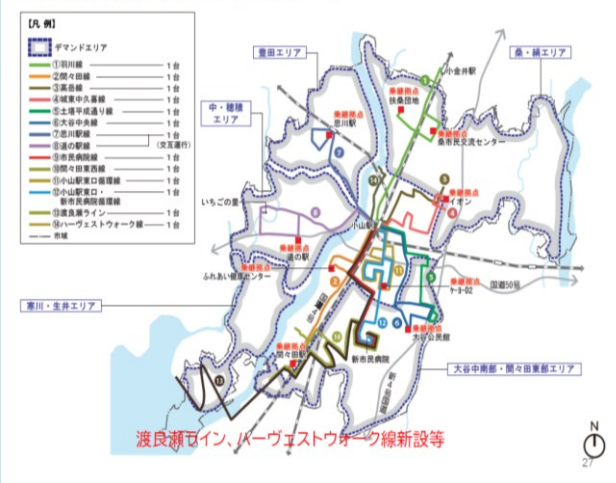 【凡 例】
デマンドエリア
①羽川線 1台
②間々田線 1台
③高岳線 1台
④城東中久喜線 1台
⑤土塔平成通り線 1台
⑥大谷中央線 1台
⑦思川駅線 1台
⑧道の駅線 (交互運行)
⑨市民病院線 1台
⑩間々田東西線 1台
⑪小山駅東口循環線 1台
⑫小山駅東口・
新市民病院循環線 1台
⑬渡良瀬ライン 1台
⑭ハーヴェストウォーク線 1台
市域
豊田エリア
桑・絹エリア
小金井駅
①
乗継拠点
扶桑団地
乗継拠点
桑市民交流センター
中・穂積
エリア
乗継拠点
思川駅
⑦
⑭
③
乗継拠点
イオン
④
いちごの里
⑧
小山駅
乗継拠点
道の駅
乗継拠点
ふれあい健康センター
②
⑪
⑤
国道50号
乗継拠点
ケーヨーD2
寒川・生井エリア
⑫
⑥
乗継拠点
大谷公民館
新市民病院
⑩
乗継拠点
間々田駅
大谷中南部・間々田東部エリア
⑬
渡良瀬ライン、ハーヴェストウォーク線新設等
N
27